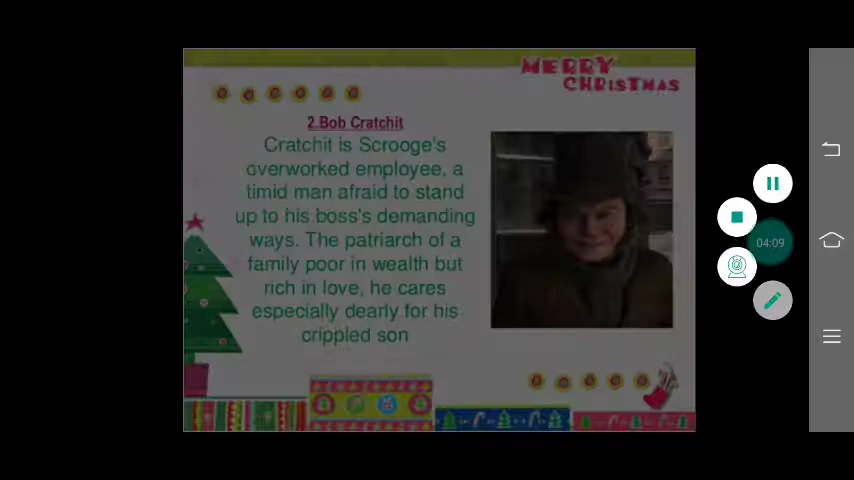 MERRY
CHRISTMAS
2.Bob Cratchit
Cratchit is Scrooge's
overworked employee, a
timid man afraid to stand
up to his boss's demanding
ways. The patriarch of a
family poor in wealth but
rich in love, he cares
especially dearly for his
crippled son
04:09